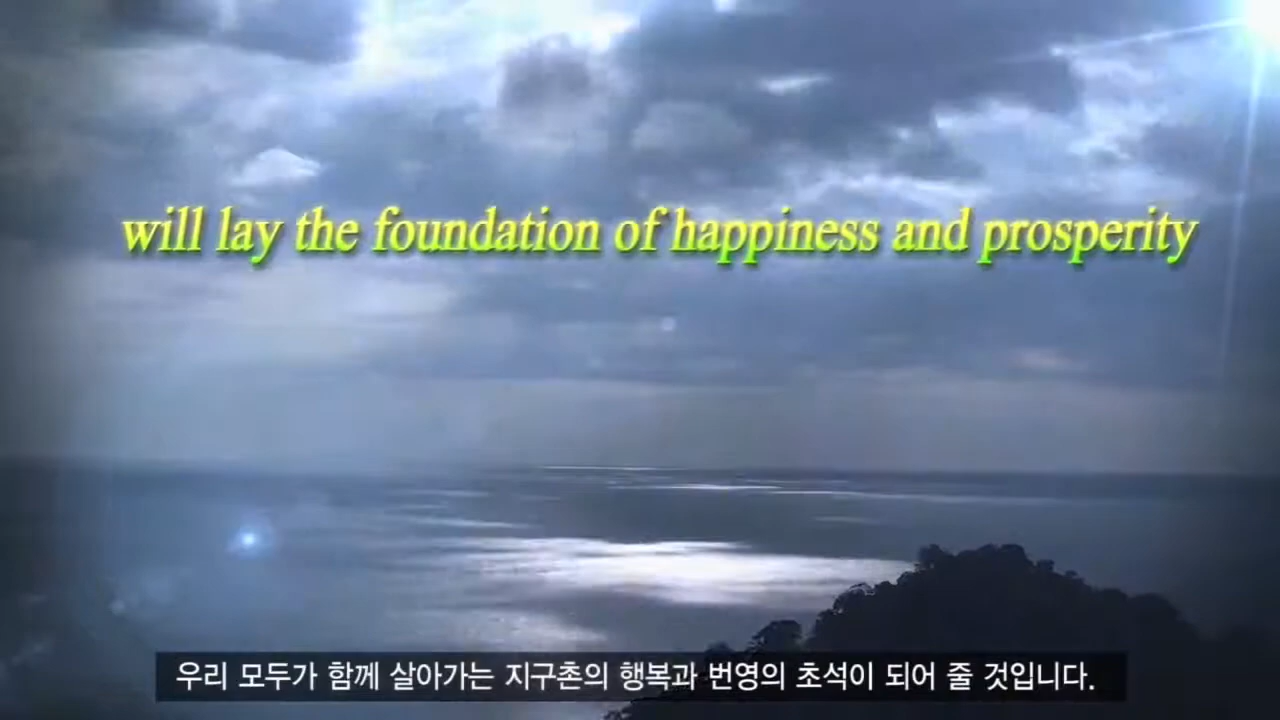 will lay the foundation of happiness and prosperity
우리 모두가 함께 살아가는 지구촌의 행복과 번영의 초석이 되어 줄 것입니다.